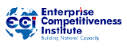 eci Enterprise
Competitiveness
Institute
Building National Capacity